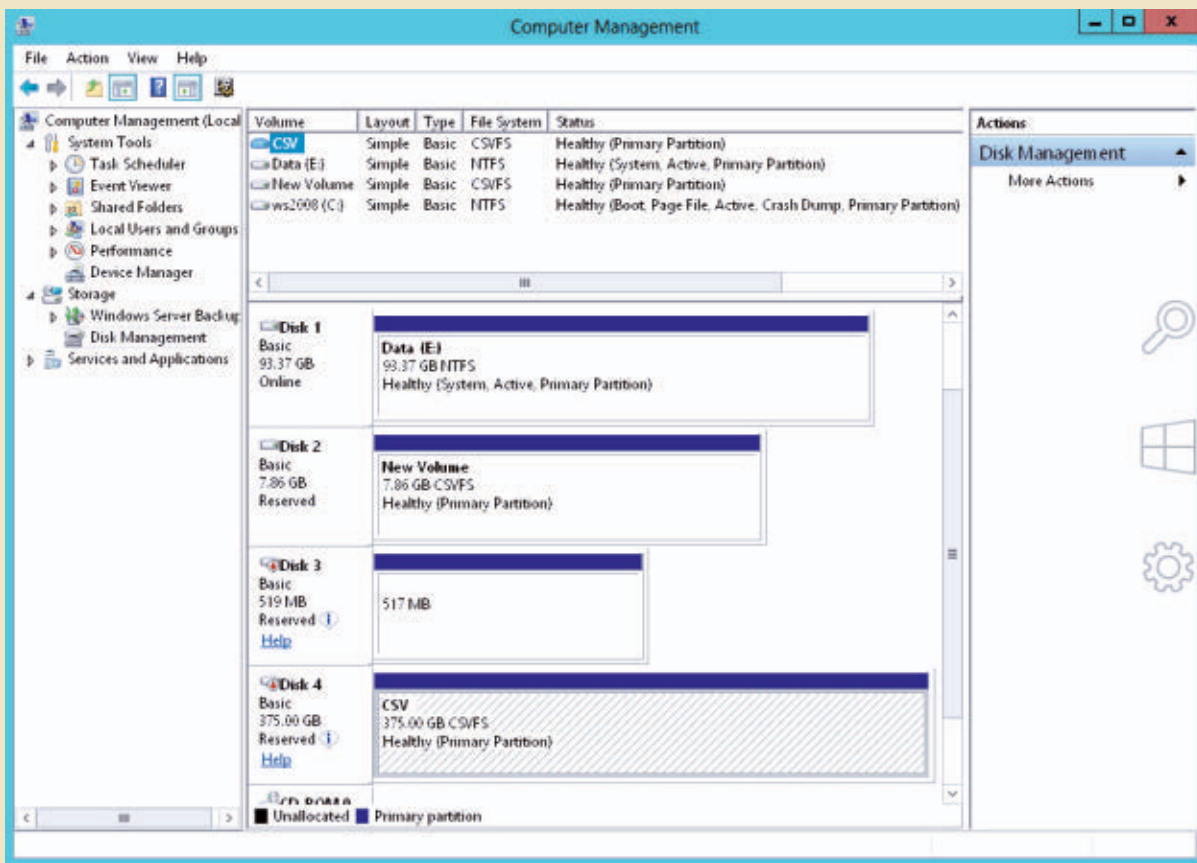 Computer Management
File Action View Help
Computer Management (Local
System Tools
Task Scheduler
Event Viewer
Shared Folders
Local Users and Groups
Performance
Device Manager
Storage
Windows Server Backup
Disk Management
Services and Applications
Volume Layout Type File System Status
CSV Simple Basic CSVFS Healthy (Primary Partition)
Data (E:) Simple Basic NTFS Healthy (System, Active, Primary Partition)
New Volume Simple Basic CSVFS Healthy (Primary Partition)
ws2008 (C:) Simple Basic NTFS Healthy (Boot, Page File, Active, Crash Dump, Primary Partition)
Disk 1
Basic
93.37 GB
Online
Data (E:)
93.37 GB NTFS
Healthy (System, Active, Primary Partition)
Disk 2
Basic
7.86 GB
Reserved
New Volume
7.86 GB CSVFS
Healthy (Primary Partition)
Disk 3
Basic
519 MB
Reserved
Help
517 MB
Disk 4
Basic
375.00 GB
Reserved
Help
CSV
375.00 GB CSVFS
Healthy (Primary Partition)
CD-ROM 0
Unallocated Primary partition
Actions
Disk Management
More Actions